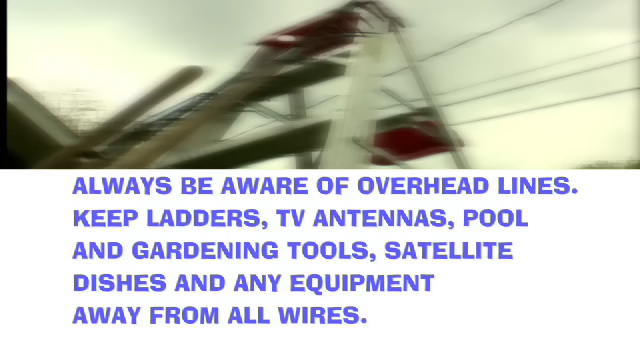 ALWAYS BE AWARE OF OVERHEAD LINES.
KEEP LADDERS, TV ANTENNAS, POOL
AND GARDENING TOOLS, SATELLITE
DISHES AND ANY EQUIPMENT
AWAY FROM ALL WIRES.